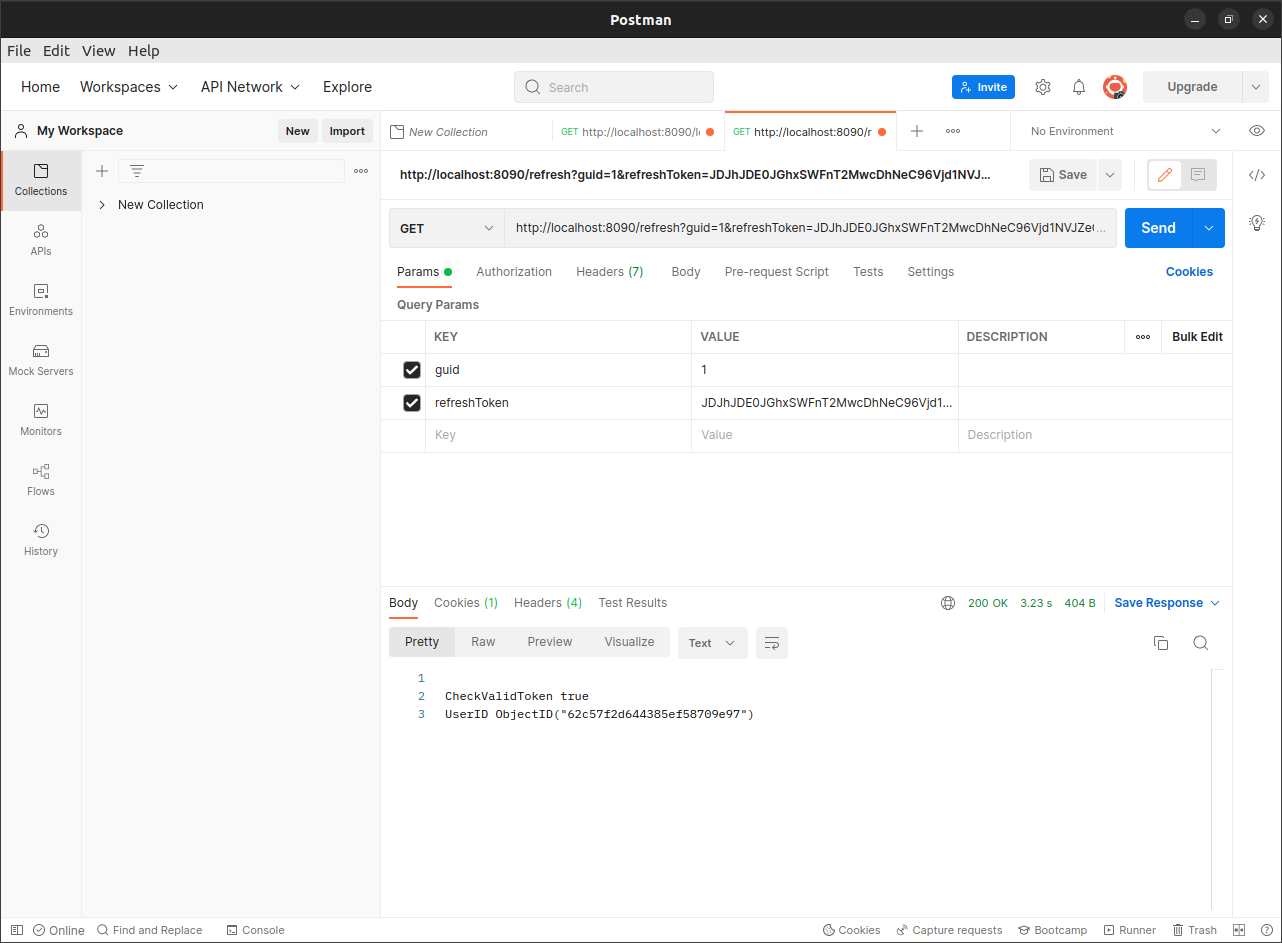 Postman
File Edit View Help
Home Workspaces API Network Explore Search Invite Upgrade
My Workspace New Import
New Collection GET http://localhost:8090/l GET http://localhost:8090/r No Environment
Collections
APIs
Environments
Mock Servers
Monitors
Flows
History
New Collection
http://localhost:8090/refresh?guid=1&refreshToken=JDJhJDE0JGhxSWFnT2MwcDhNeC96Vjd1NVJ... Save
GET http://localhost:8090/refresh?guid=1&refreshToken=JDJhJDE0JGhxSWFnT2MwcDhNeC96Vjd1NVJZe... Send
Params Authorization Headers (7) Body Pre-request Script Tests Settings Cookies
Query Params
KEY VALUE DESCRIPTION Bulk Edit
guid 1
refreshToken JDJhJDE0JGhxSWFnT2MwcDhNeC96Vjd1...
Key Value Description
Body Cookies (1) Headers (4) Test Results 200 OK 3.23 s 404 B Save Response
Pretty Raw Preview Visualize Text
1
2 CheckValidToken true
3 UserID ObjectID("62c57f2d644385ef58709e97")
Online Find and Replace Console Cookies Capture requests Bootcamp Runner Trash